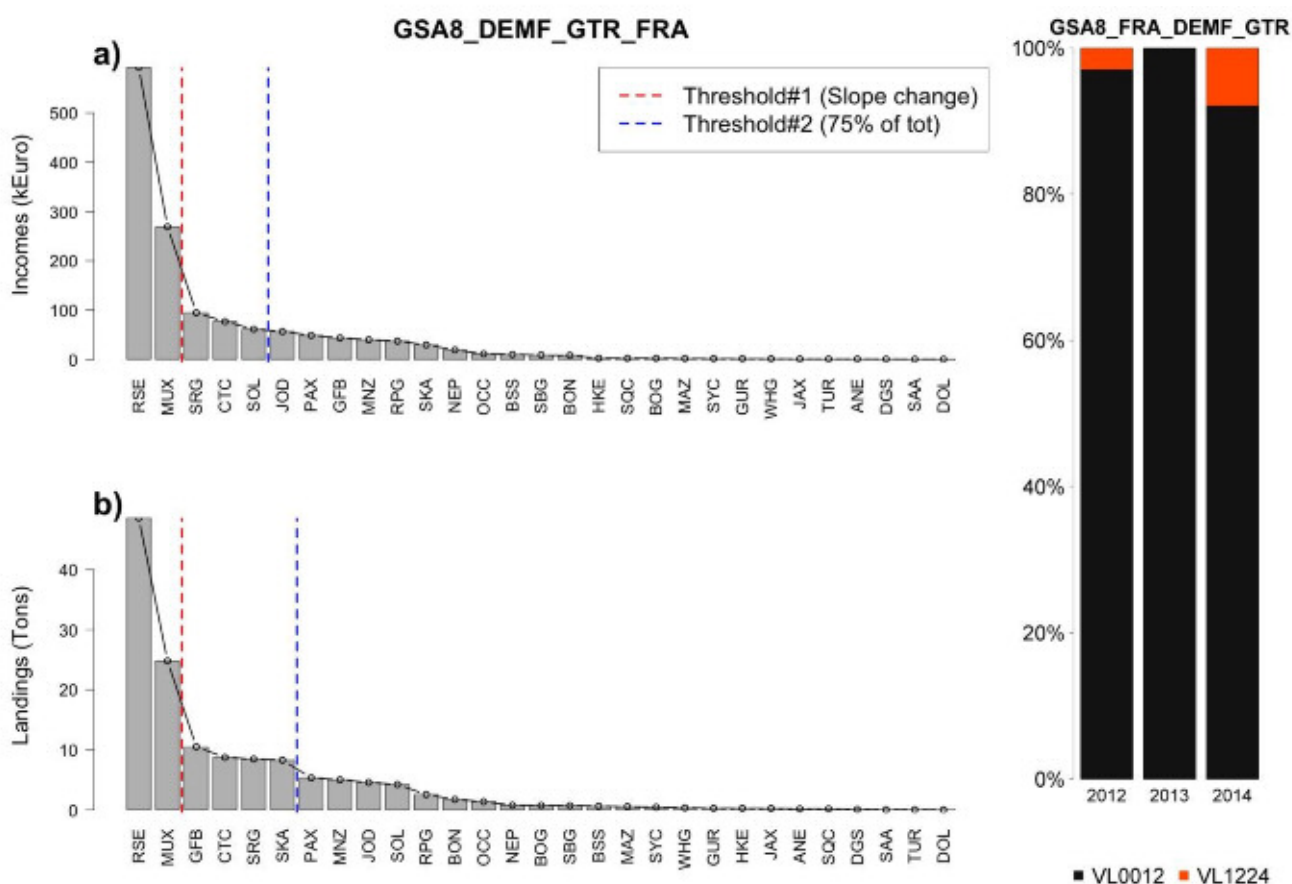 GSA8_DEMF_GTR_FRA
a)
Threshold#1 (Slope change)
Threshold#2 (75% of tot)
Incomes (kEuro)
500
400
300
200
100
0
RSE MUX SRG CTC SOL JOD PAX GFB MNZ RPG SKA NEP OCC BSS SBG BON HKE SQC BOG MAZ SYC GUR WHG JAX TUR ANE DGS SAA DOL
b)
Landings (Tons)
40
30
20
10
0
RSE MUX GFB CTC SRG SKA PAX MNZ JOD SOL RPG BON OCC NEP BOG SBG BSS MAZ SYC WHG GUR HKE JAX ANE SQC DGS SAA TUR DOL
GSA8_FRA_DEMF_GTR
100%
80%
60%
40%
20%
0%
2012 2013 2014
VL0012 VL1224